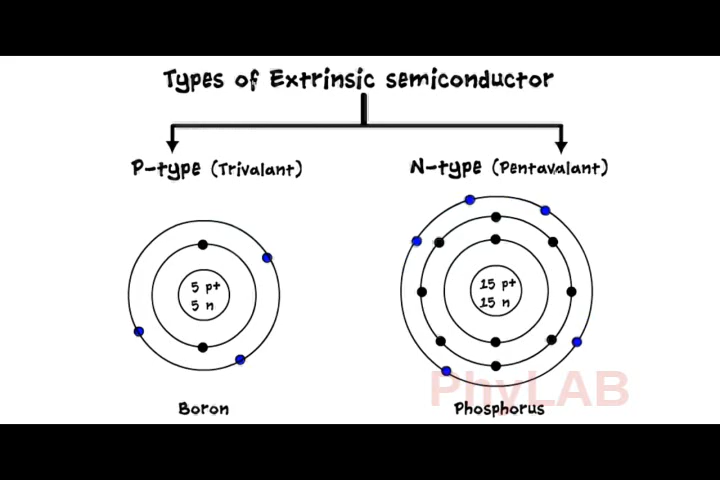 Types of Extrinsic semiconductor
P-type (Trivalant)
N-type (Pentavalant)
5 p+
5 n
15 p+
15 n
PhyLAB
Boron
Phosphorus